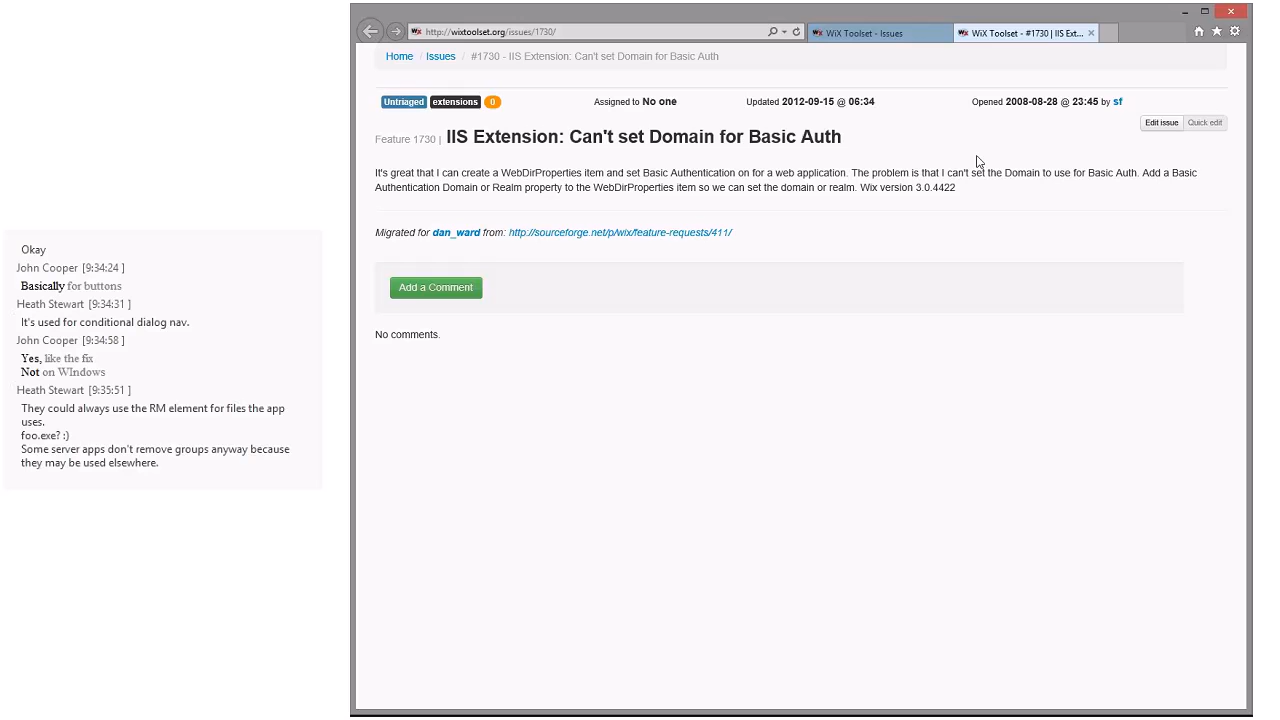 Okay
John Cooper [9:34:24 ]
Basically for buttons
Heath Stewart [9:34:31 ]
It's used for conditional dialog nav.
John Cooper [9:34:58 ]
Yes, like the fix
Not on WIndows
Heath Stewart [9:35:51 ]
They could always use the RM element for files the app
uses.
foo.exe? :)
Some server apps don't remove groups anyway because
they may be used elsewhere.
http://wixtoolset.org/issues/1730/
WiX Toolset - Issues
WiX Toolset - #1730 | IIS Ext...
Home / Issues / #1730 - IIS Extension: Can't set Domain for Basic Auth
Untriaged extensions 0
Assigned to No one
Updated 2012-09-15 @ 06:34
Opened 2008-08-28 @ 23:45 by sf
Edit issue Quick edit
Feature 1730 | IIS Extension: Can't set Domain for Basic Auth
It's great that I can create a WebDirProperties item and set Basic Authentication on for a web application. The problem is that I can't set the Domain to use for Basic Auth. Add a Basic
Authentication Domain or Realm property to the WebDirProperties item so we can set the domain or realm. Wix version 3.0.4422
Migrated for dan_ward from: http://sourceforge.net/p/wix/feature-requests/411/
Add a Comment
No comments.